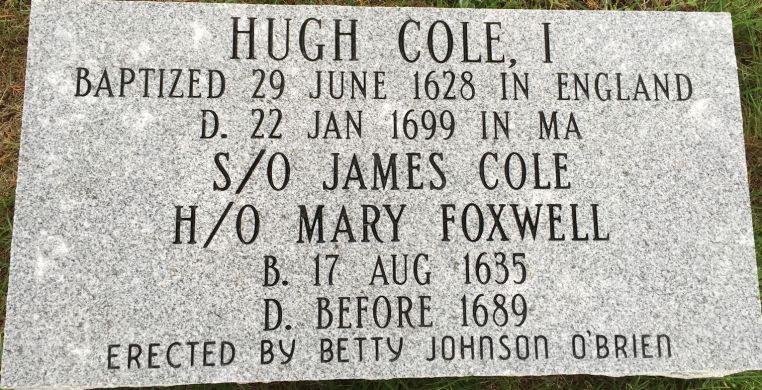 HUGH COLE, I
BAPTIZED 29 JUNE 1628 IN ENGLAND
D. 22 JAN 1699 IN MA
S/O JAMES COLE
H/O MARY FOXWELL
B. 17 AUG 1635
D. BEFORE 1689
ERECTED BY BETTY JOHNSON O'BRIEN